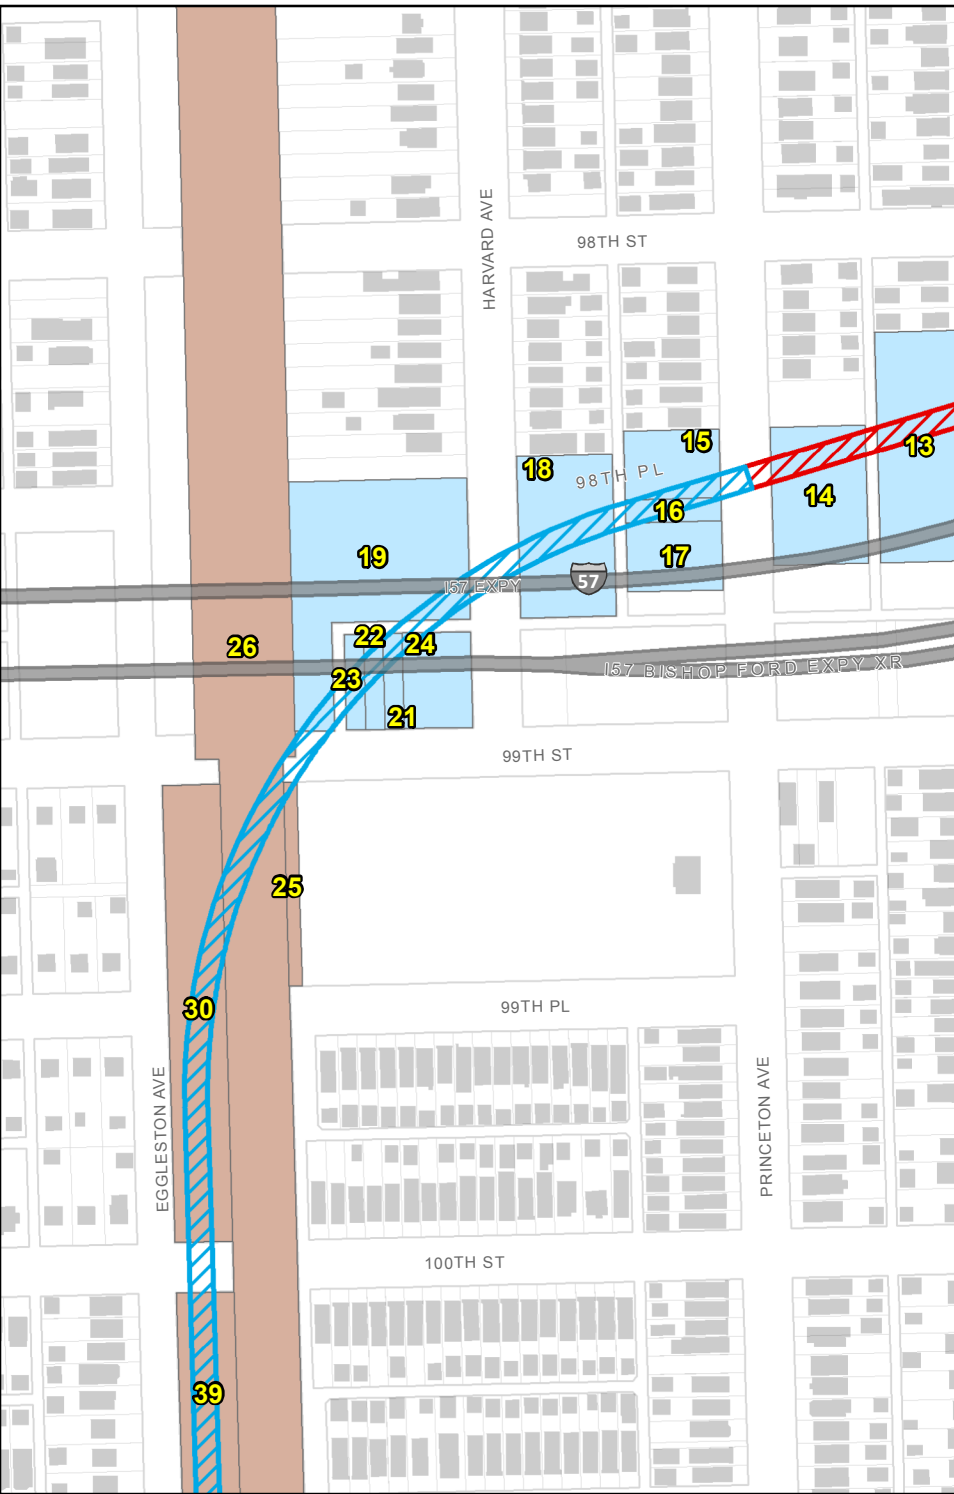 HARVARD AVE
98TH ST
15
13
18
98TH PL
14
16
19
17
I57 EXPY
57
22
24
26
I57 BISHOP FORD EXPY XR
23
21
99TH ST
25
30
99TH PL
EGGLESTON AVE
PRINCETON AVE
100TH ST
39